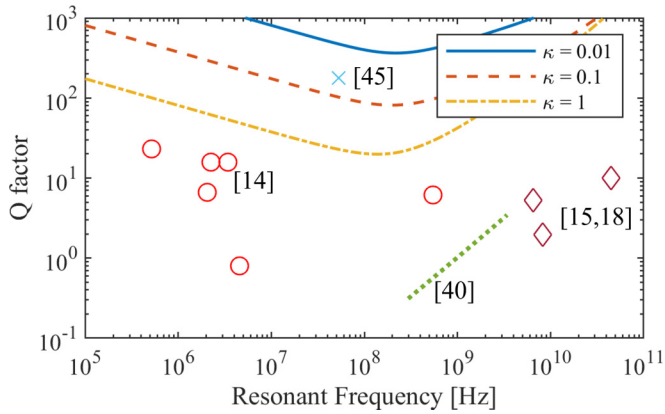 10^3
κ = 0.01
[45]
κ = 0.1
10^2
κ = 1
Q factor
10^1
[14]
[15,18]
10^0
[40]
10^-1
10^5 10^6 10^7 10^8 10^9 10^10 10^11
Resonant Frequency [Hz]